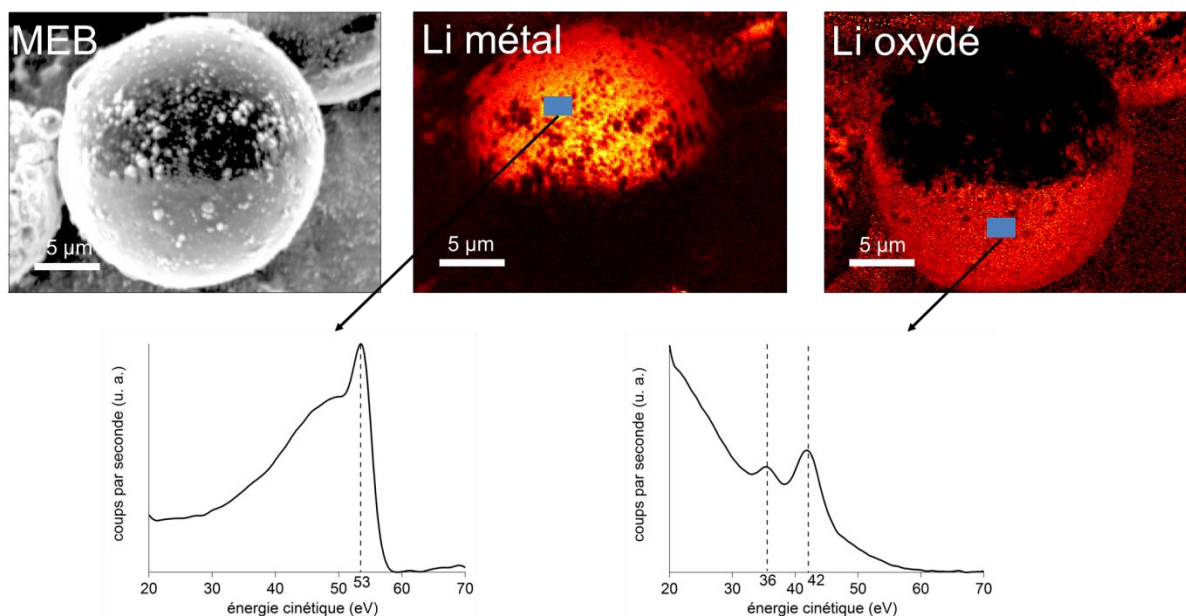 MEB
5 µm
Li métal
5 µm
Li oxydé
5 µm
coups par seconde (u. a.)
20
30
40
50
53
60
70
énergie cinétique (eV)
coups par seconde (u. a.)
20
30
36
40
42
50
60
70
énergie cinétique (eV)